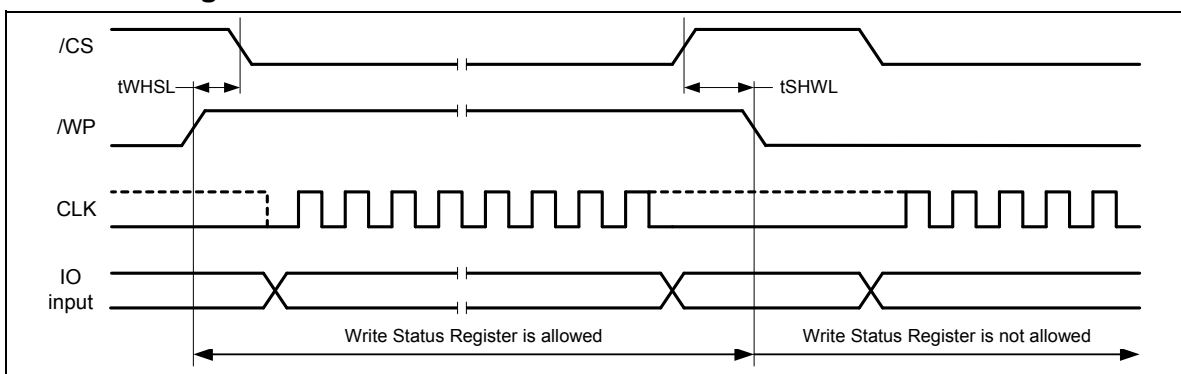 /CS
tWHSL
tSHWL
/WP
CLK
IO
input
Write Status Register is allowed
Write Status Register is not allowed